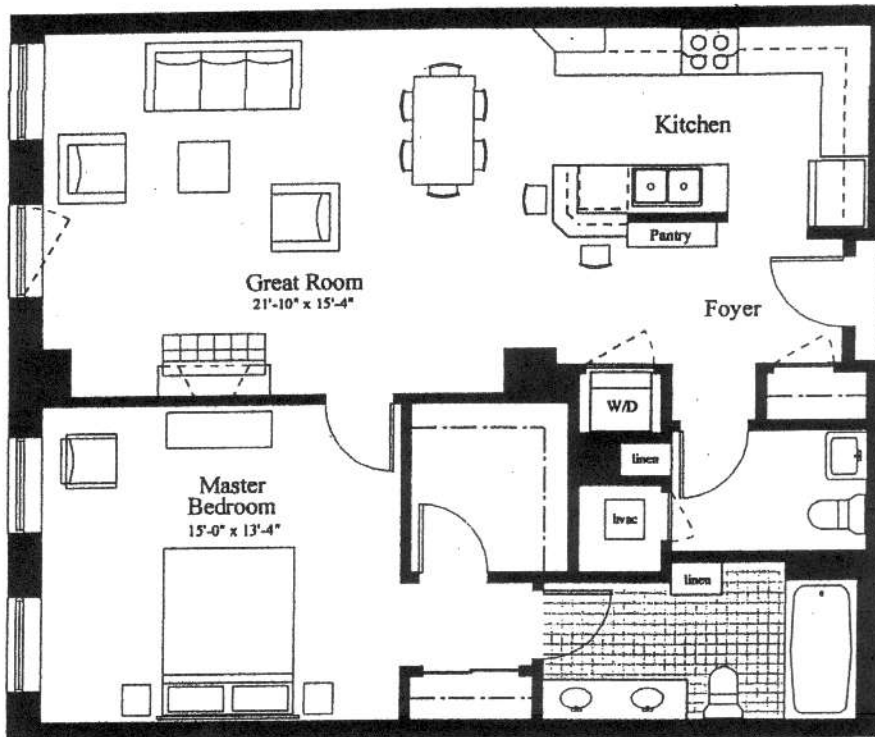 Kitchen
Pantry
Great Room
21'-10" x 15'-4"
Foyer
W/D
linen
Master
Bedroom
15'-0" x 13'-4"
hvac
linen